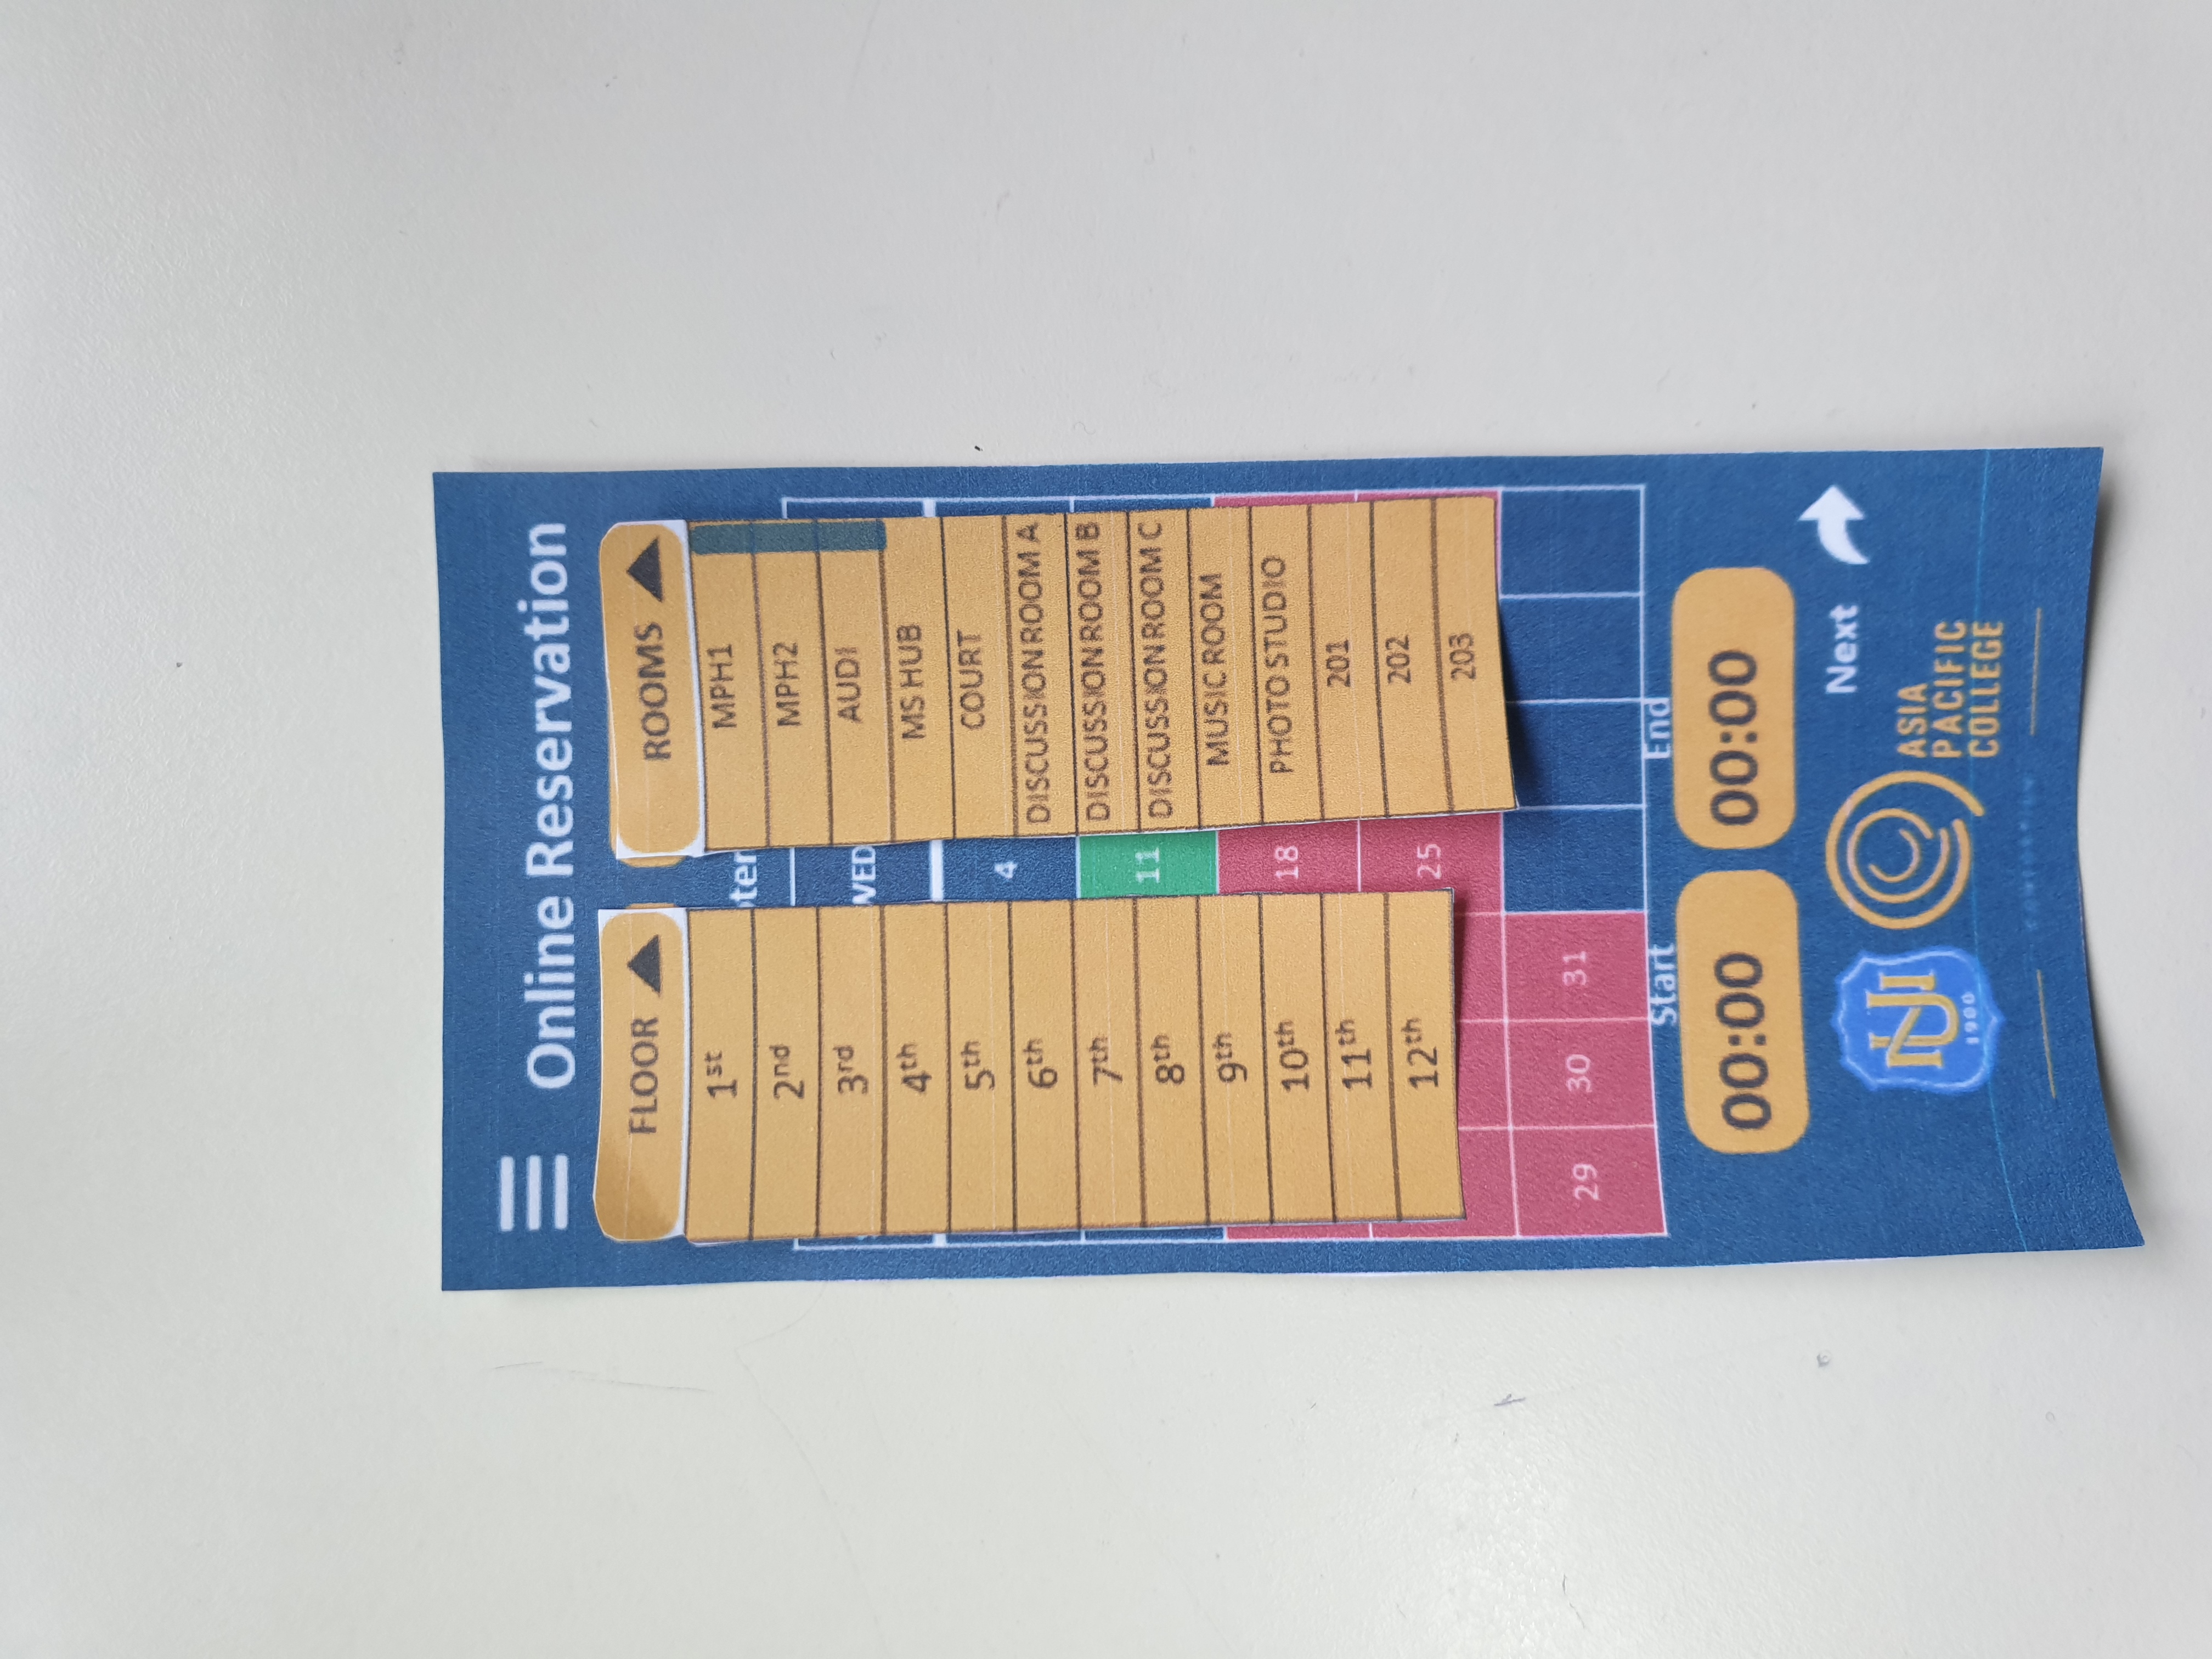 Online Reservation
FLOOR
1st
2nd
3rd
4th
5th
6th
7th
8th
9th
10th
11th
12th
ROOMS
MPH1
MPH2
AUDI
MS HUB
COURT
DISCUSSION ROOM A
DISCUSSION ROOM B
DISCUSSION ROOM C
MUSIC ROOM
PHOTO STUDIO
201
202
203
WED
4
11
18
25
29 30 31
Start End
00:00 00:00
Next
NU
1900
ASIA
PACIFIC
COLLEGE